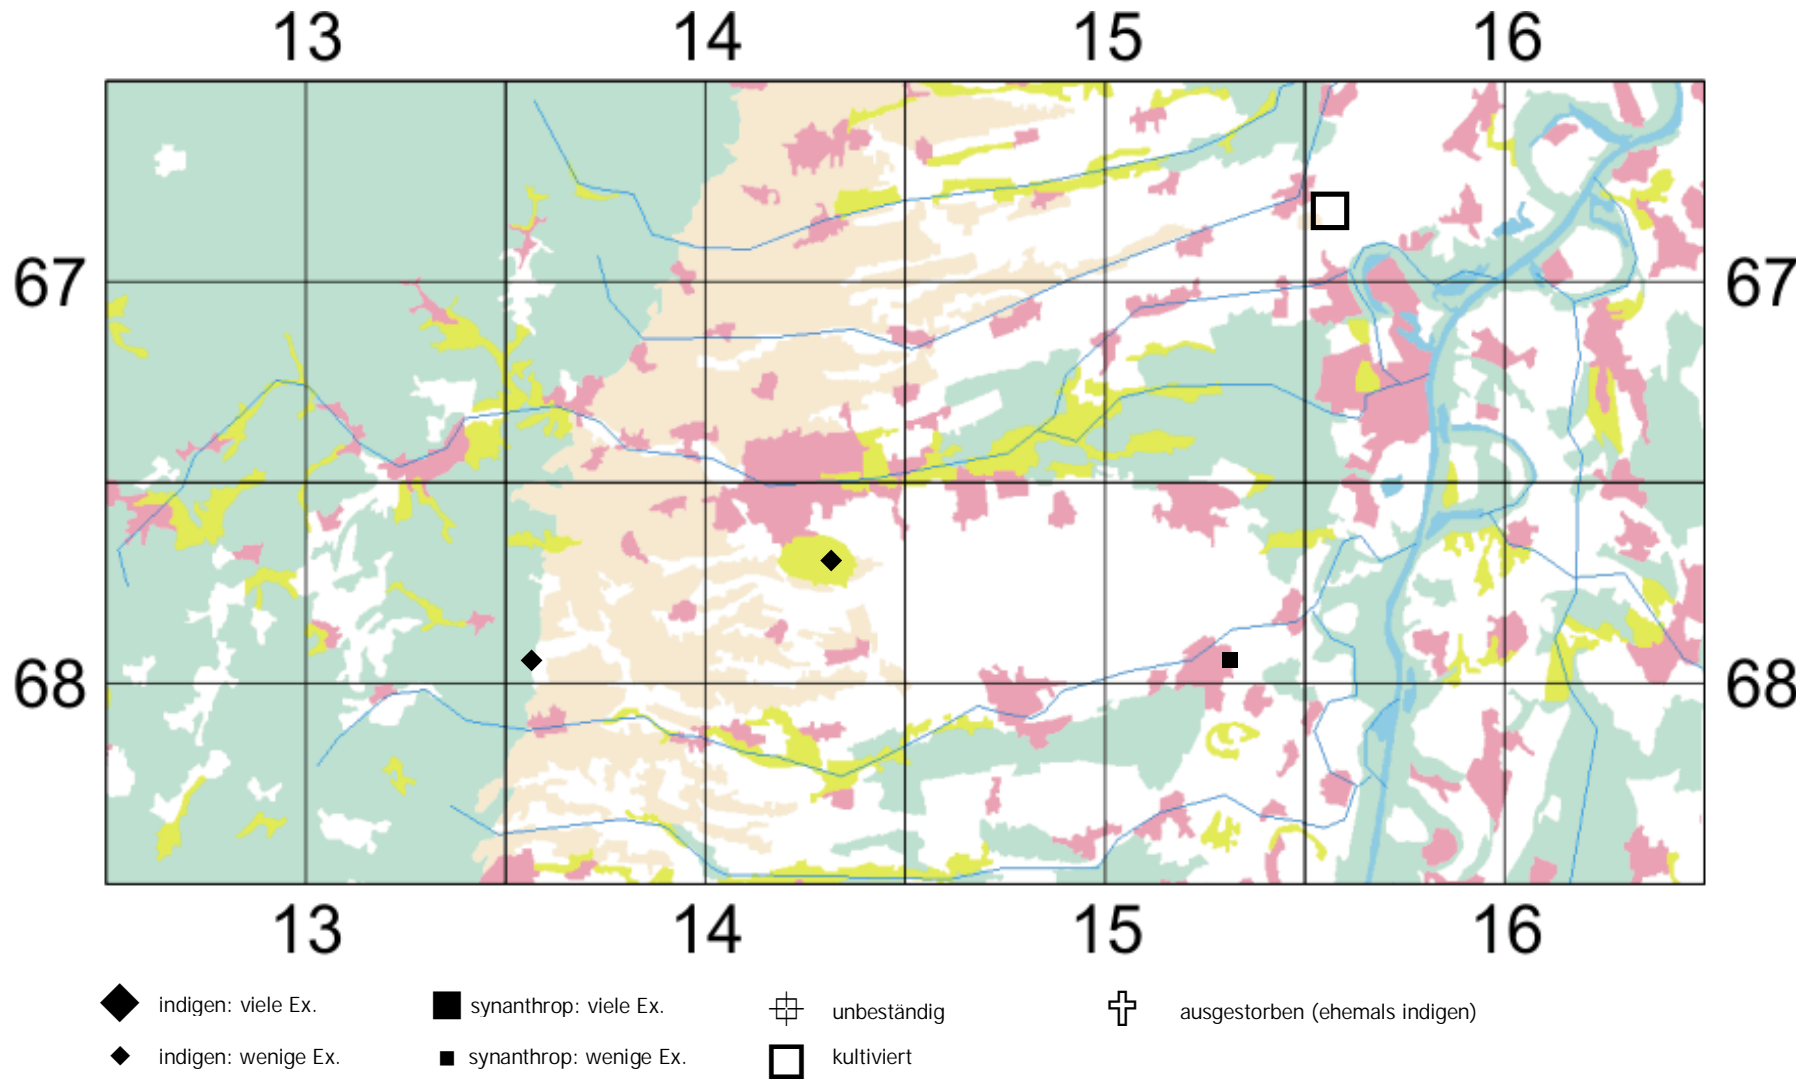 13 14 15 16
67 67
68 68
13 14 15 16
indigen: viele Ex. synanthrop: viele Ex. unbeständig ausgestorben (ehemals indigen)
indigen: wenige Ex. synanthrop: wenige Ex. kultiviert